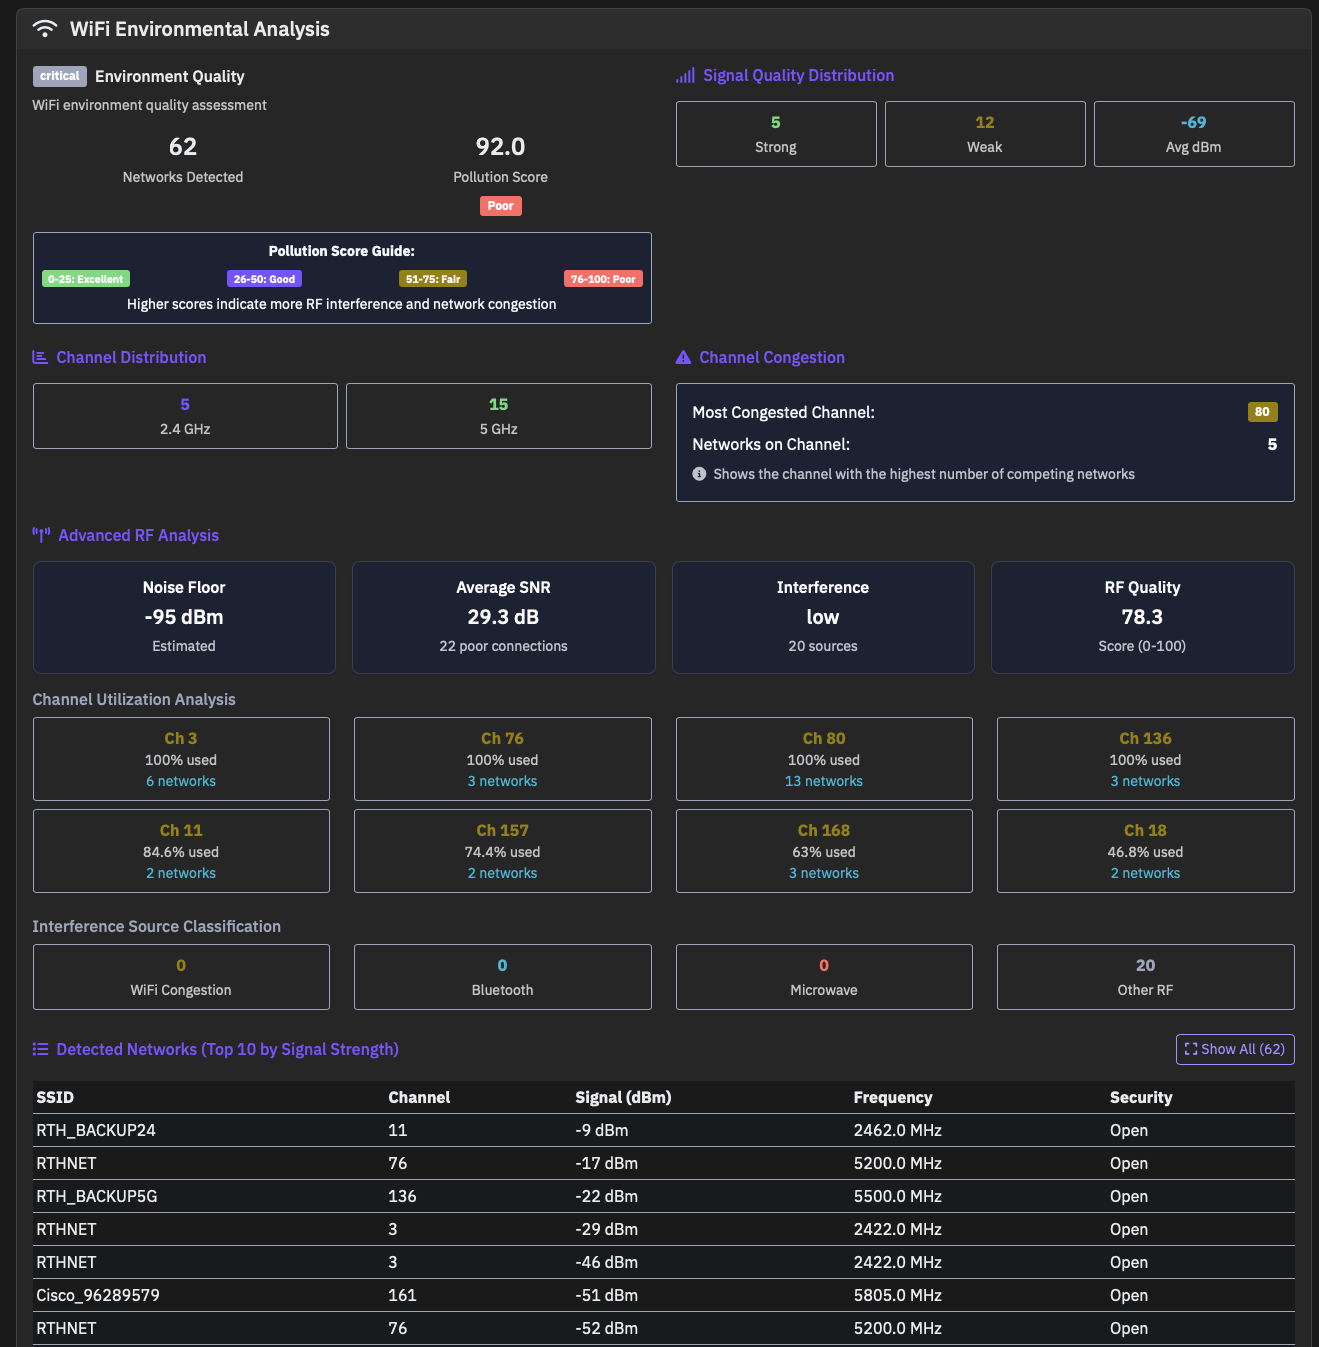 WiFi Environmental Analysis
critical Environment Quality
WiFi environment quality assessment
62
Networks Detected
92.0
Pollution Score
Poor
Pollution Score Guide:
0-25: Excellent 26-50: Good 51-75: Fair 76-100: Poor
Higher scores indicate more RF interference and network congestion
Signal Quality Distribution
5
Strong
12
Weak
-69
Avg dBm
Channel Distribution
5
2.4 GHz
15
5 GHz
Channel Congestion
Most Congested Channel: 80
Networks on Channel: 5
Shows the channel with the highest number of competing networks
Advanced RF Analysis
Noise Floor
-95 dBm
Estimated
Average SNR
29.3 dB
22 poor connections
Interference
low
20 sources
RF Quality
78.3
Score (0-100)
Channel Utilization Analysis
Ch 3
100% used
6 networks
Ch 76
100% used
3 networks
Ch 80
100% used
13 networks
Ch 136
100% used
3 networks
Ch 11
84.6% used
2 networks
Ch 157
74.4% used
2 networks
Ch 168
63% used
3 networks
Ch 18
46.8% used
2 networks
Interference Source Classification
0
WiFi Congestion
0
Bluetooth
0
Microwave
20
Other RF
Detected Networks (Top 10 by Signal Strength)
Show All (62)
SSID Channel Signal (dBm) Frequency Security
RTH_BACKUP24 11 -9 dBm 2462.0 MHz Open
RTHNET 76 -17 dBm 5200.0 MHz Open
RTH_BACKUP5G 136 -22 dBm 5500.0 MHz Open
RTHNET 3 -29 dBm 2422.0 MHz Open
RTHNET 3 -46 dBm 2422.0 MHz Open
Cisco_96289579 161 -51 dBm 5805.0 MHz Open
RTHNET 76 -52 dBm 5200.0 MHz Open